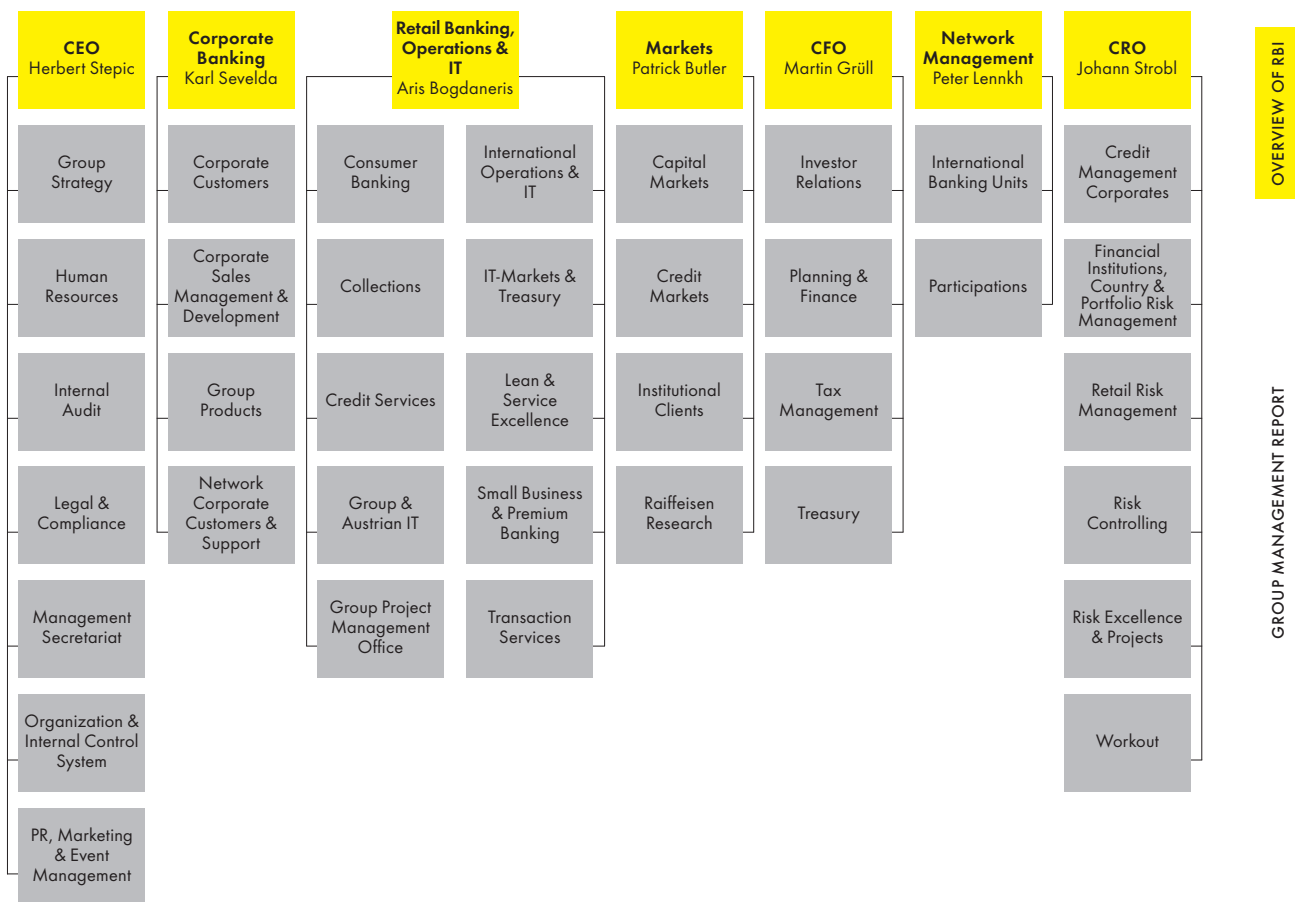 CEO
Herbert Stepic
Group
Strategy
Human
Resources
Internal
Audit
Legal &
Compliance
Management
Secretariat
Organization &
Internal Control
System
PR, Marketing
& Event
Management
Corporate
Banking
Karl Sevelda
Corporate
Customers
Corporate
Sales
Management &
Development
Group
Products
Network
Corporate
Customers &
Support
Retail Banking,
Operations &
IT
Aris Bogdaneris
Consumer
Banking
Collections
Credit Services
Group &
Austrian IT
Group Project
Management
Office
International
Operations &
IT
IT-Markets &
Treasury
Lean &
Service
Excellence
Small Business
& Premium
Banking
Transaction
Services
Markets
Patrick Butler
Capital
Markets
Credit
Markets
Institutional
Clients
Raiffeisen
Research
CFO
Martin Grüll
Investor
Relations
Planning &
Finance
Tax
Management
Treasury
Network
Management
Peter Lennkh
International
Banking Units
Participations
CRO
Johann Strobl
Credit
Management
Corporates
Financial
Institutions,
Country &
Portfolio Risk
Management
Retail Risk
Management
Risk
Controlling
Risk Excellence
& Projects
Workout
OVERVIEW OF RBI
GROUP MANAGEMENT REPORT